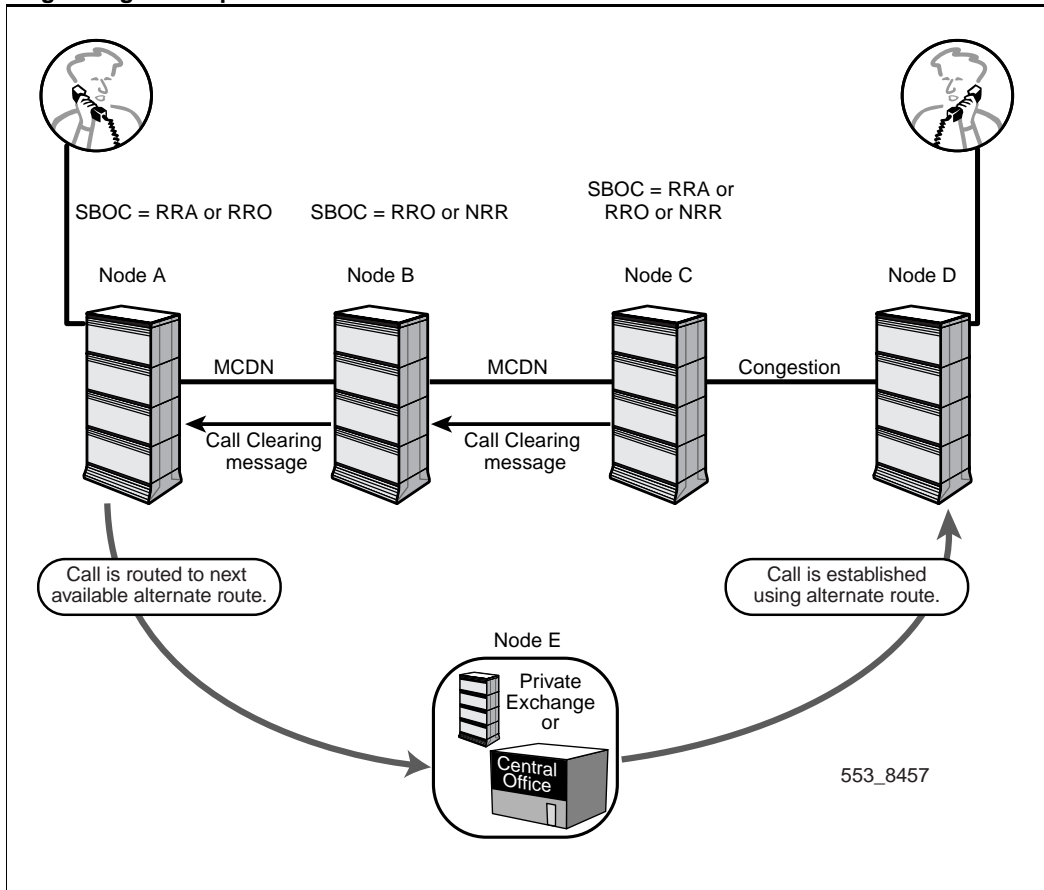 SBOC = RRA or RRO
SBOC = RRO or NRR
SBOC = RRA or
RRO or NRR
Node A
Node B
Node C
Node D
MCDN
MCDN
Congestion
Call Clearing
message
Call Clearing
message
Call is routed to next
available alternate route.
Call is established
using alternate route.
Node E
Private
Exchange
or
Central
Office
553_8457